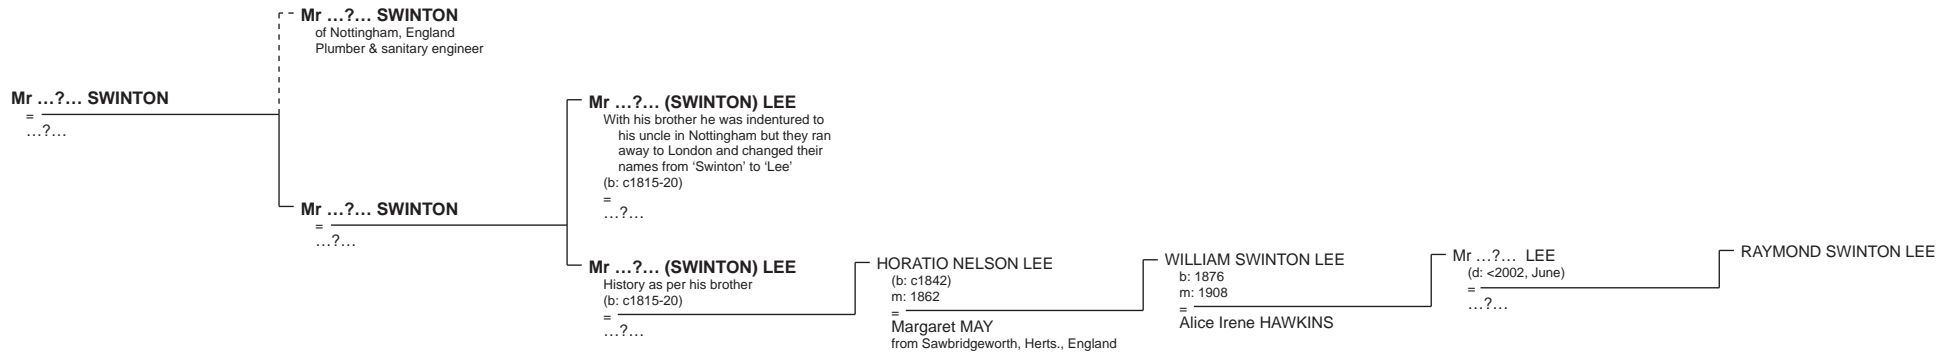 Mr …?… SWINTON
of Nottingham, England
Plumber & sanitary engineer
Mr …?… SWINTON
=
…?…
Mr …?… SWINTON
=
…?…
Mr …?… (SWINTON) LEE
With his brother he was indentured to
his uncle in Nottingham but they ran
away to London and changed their
names from ‘Swinton’ to ‘Lee’
(b: c1815-20)
=
…?…
Mr …?… (SWINTON) LEE
History as per his brother
(b: c1815-20)
=
…?…
HORATIO NELSON LEE
(b: c1842)
m: 1862
=
Margaret MAY
from Sawbridgeworth, Herts., England
WILLIAM SWINTON LEE
b: 1876
m: 1908
=
Alice Irene HAWKINS
Mr …?… LEE
(d: <2002, June)
=
…?…
RAYMOND SWINTON LEE